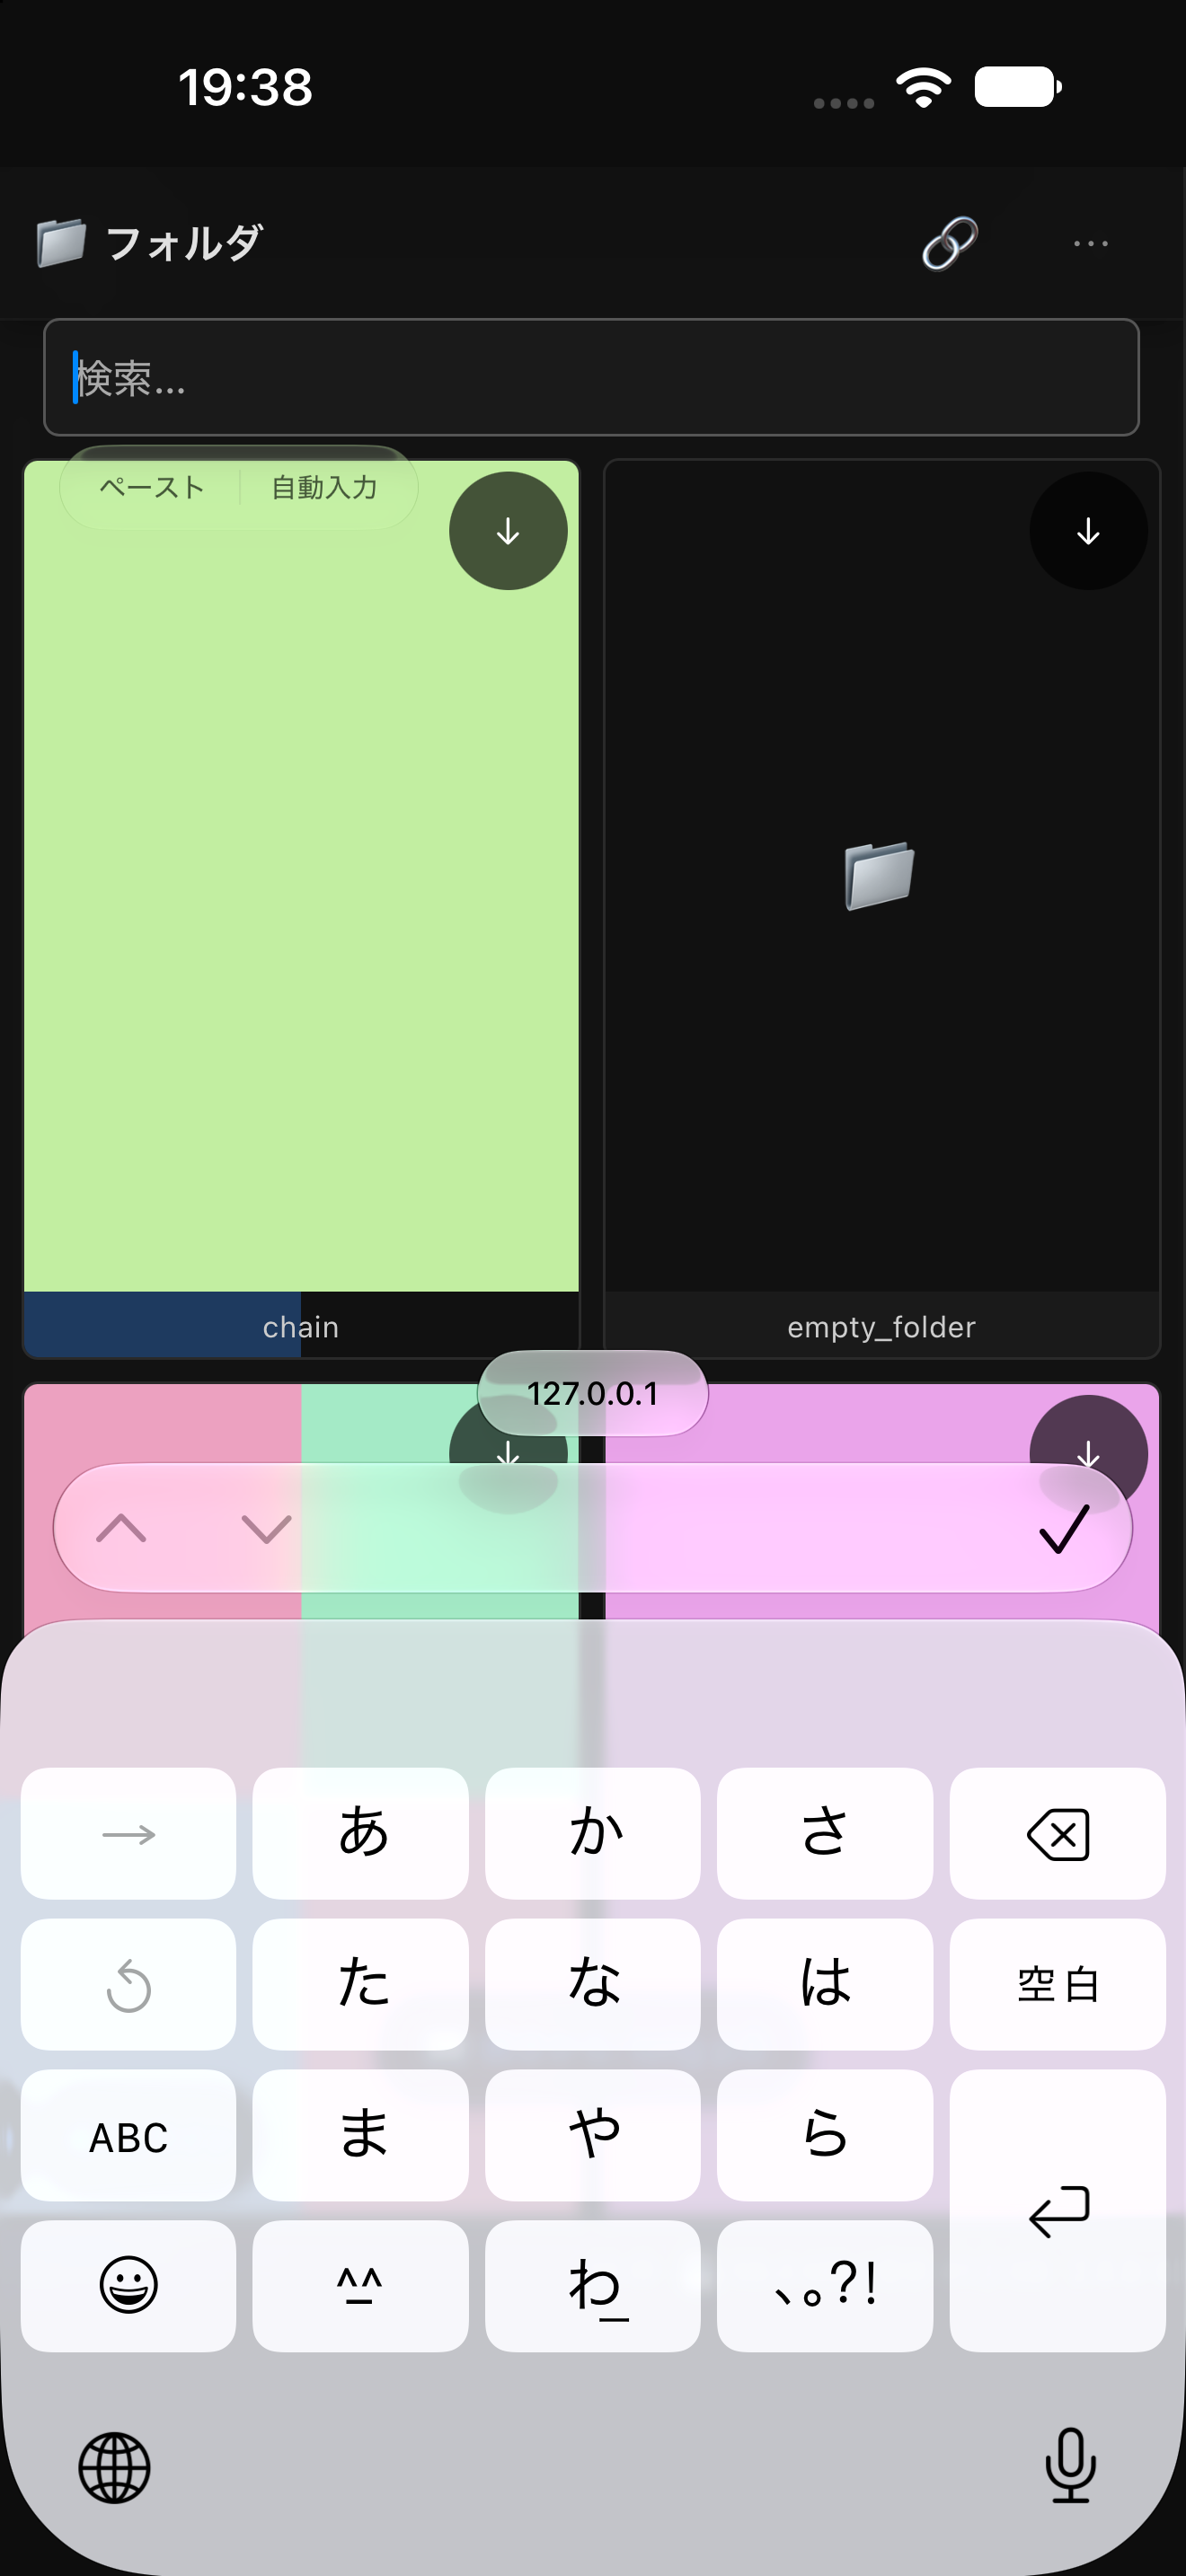 19:38
フォルダ
検索...
ペースト 自動入力
chain
empty_folder
127.0.0.1
あ か さ
た な は 空白
ABC ま や ら
^_^ わ_ 、。?!